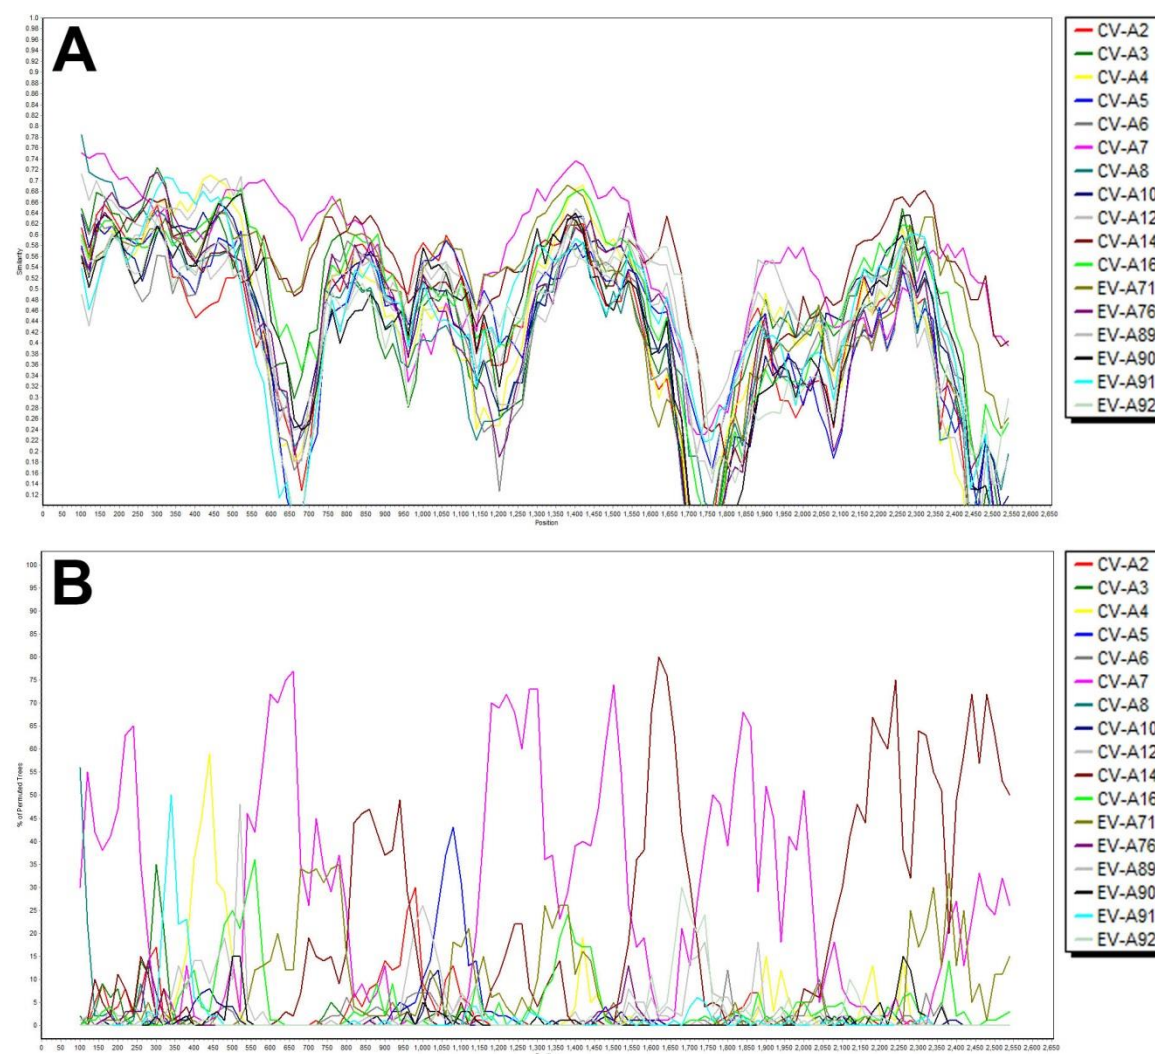 A
1.0
0.98
0.96
0.94
0.92
0.9
0.88
0.86
0.84
0.82
0.8
0.78
0.76
0.74
0.72
0.7
0.68
0.66
0.64
0.62
0.6
0.58
0.56
0.54
0.52
0.5
0.48
0.46
0.44
0.42
0.4
0.38
0.36
0.34
0.32
0.3
0.28
0.26
0.24
0.22
0.2
0.18
0.16
0.14
0.12
Similarity
0 50 100 150 200 250 300 350 400 450 500 550 600 650 700 750 800 850 900 950 1,000 1,050 1,100 1,150 1,200 1,250 1,300 1,350 1,400 1,450 1,500 1,550 1,600 1,650 1,700 1,750 1,800 1,850 1,900 1,950 2,000 2,050 2,100 2,150 2,200 2,250 2,300 2,350 2,400 2,450 2,500 2,550 2,600 2,650
Position
CV-A2
CV-A3
CV-A4
CV-A5
CV-A6
CV-A7
CV-A8
CV-A10
CV-A12
CV-A14
CV-A16
EV-A71
EV-A76
EV-A89
EV-A90
EV-A91
EV-A92
B
100
95
90
85
80
75
70
65
60
55
50
45
40
35
30
25
20
15
10
5
0
% of Permuted Trees
0 50 100 150 200 250 300 350 400 450 500 550 600 650 700 750 800 850 900 950 1,000 1,050 1,100 1,150 1,200 1,250 1,300 1,350 1,400 1,450 1,500 1,550 1,600 1,650 1,700 1,750 1,800 1,850 1,900 1,950 2,000 2,050 2,100 2,150 2,200 2,250 2,300 2,350 2,400 2,450 2,500 2,550 2,600 2,650
CV-A2
CV-A3
CV-A4
CV-A5
CV-A6
CV-A7
CV-A8
CV-A10
CV-A12
CV-A14
CV-A16
EV-A71
EV-A76
EV-A89
EV-A90
EV-A91
EV-A92